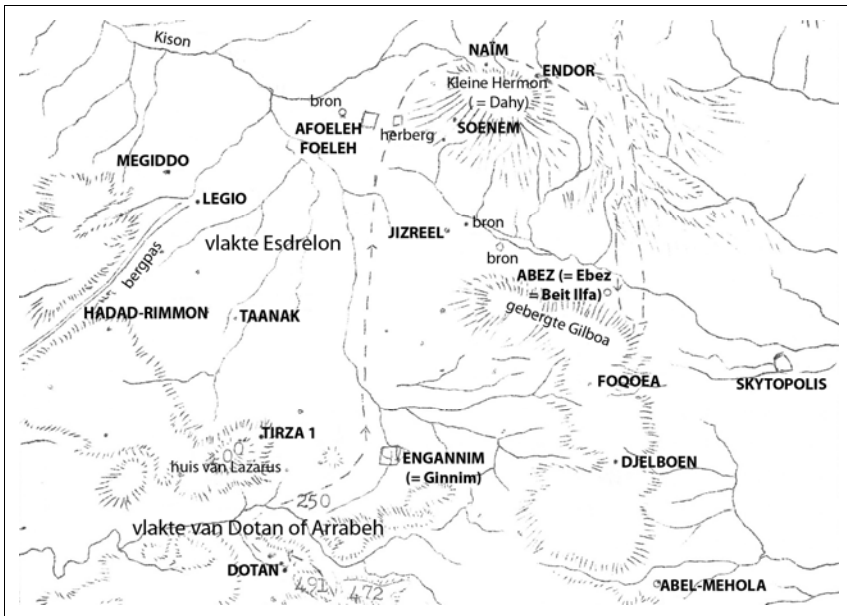 Kison
NAÏM
ENDOR
Kleine Hermon
(= Dahy)
bron
AFOELEH
FOELEH
herberg
SOENEM
MEGIDDO
LEGIO
bergpas
vlakte Esdrelon
JIZREEL
bron
bron
ABEZ (= Ebez
= Beit Ilfa)
gebergte Gilboa
HADAD-RIMMON
TAANAK
FOQOEA
SKYTOPOLIS
TIRZA 1
huis van Lazarus
ENGANNIM
(= Ginnim)
DJELBOEN
250
vlakte van Dotan of Arrabeh
DOTAN
491
472
ABEL-MEHOLA